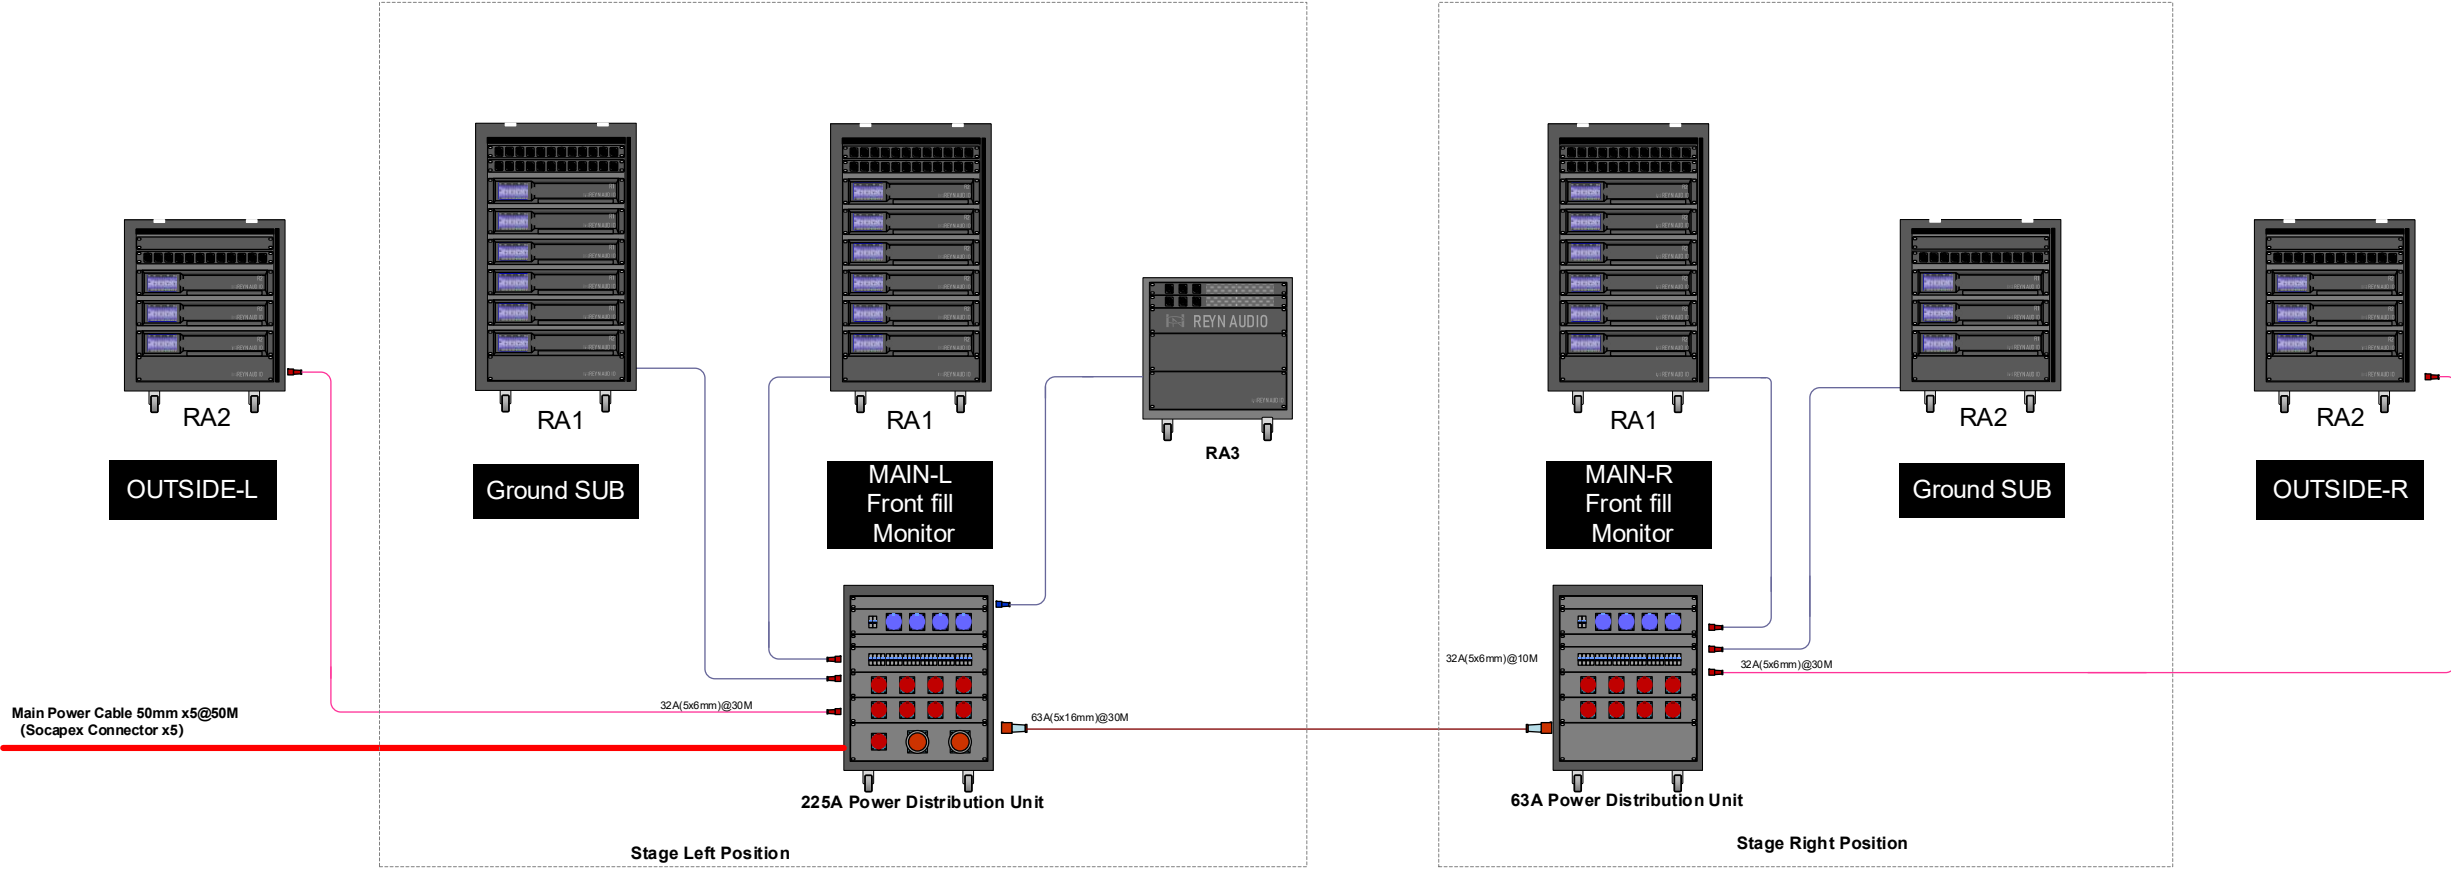 RA2
OUTSIDE-L
RA1
Ground SUB
RA1
MAIN-L
Front fill
Monitor
REYN AUDIO
RA3
RA1
MAIN-R
Front fill
Monitor
RA2
Ground SUB
RA2
OUTSIDE-R
Main Power Cable 50mm x5@50M
(Socapex Connector x5)
32A(5x6mm)@30M
63A(5x16mm)@30M
32A(5x6mm)@10M
32A(5x6mm)@30M
225A Power Distribution Unit
63A Power Distribution Unit
Stage Left Position
Stage Right Position